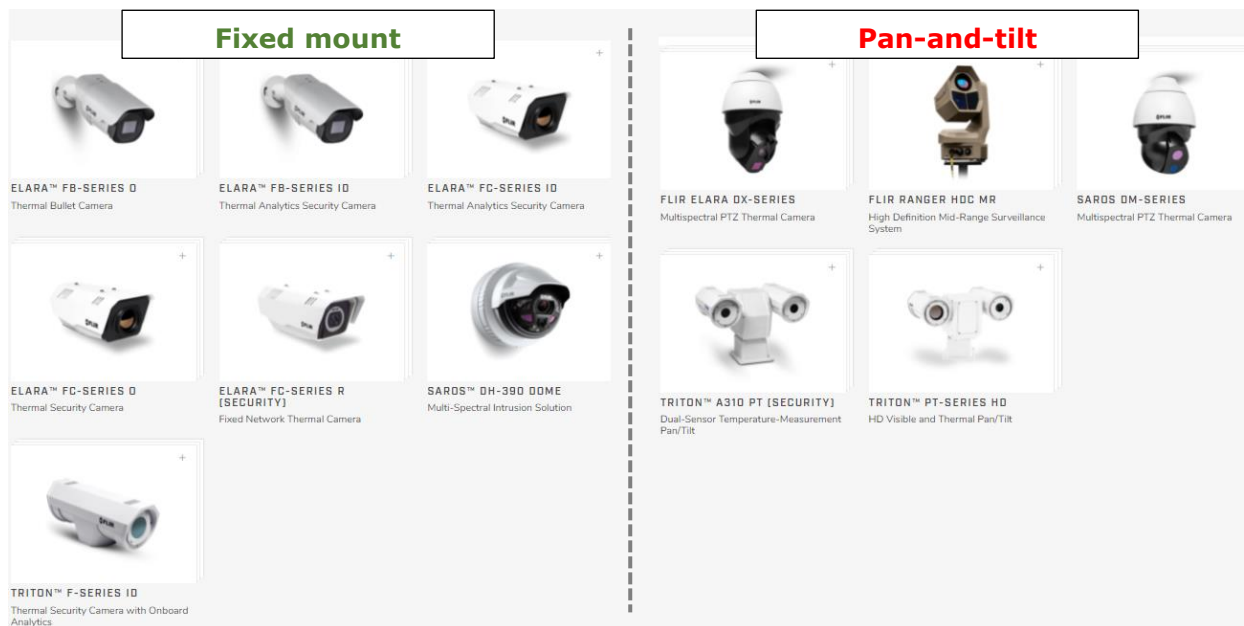 Fixed mount
Pan-and-tilt
ELARA™ FB-SERIES O
Thermal Bullet Camera
ELARA™ FB-SERIES ID
Thermal Analytics Security Camera
ELARA™ FC-SERIES ID
Thermal Analytics Security Camera
FLIR ELARA DX-SERIES
Multispectral PTZ Thermal Camera
FLIR RANGER HDC MR
High Definition Mid-Range Surveillance
System
SAROS DM-SERIES
Multispectral PTZ Thermal Camera
ELARA™ FC-SERIES O
Thermal Security Camera
ELARA™ FC-SERIES R
(SECURITY)
Fixed Network Thermal Camera
SAROS™ DH-390 DOME
Multi-Spectral Intrusion Solution
TRITON™ A310 PT (SECURITY)
Dual-Sensor Temperature-Measurement
Pan/Tilt
TRITON™ PT-SERIES HD
HD Visible and Thermal Pan/Tilt
TRITON™ F-SERIES ID
Thermal Security Camera with Onboard
Analytics